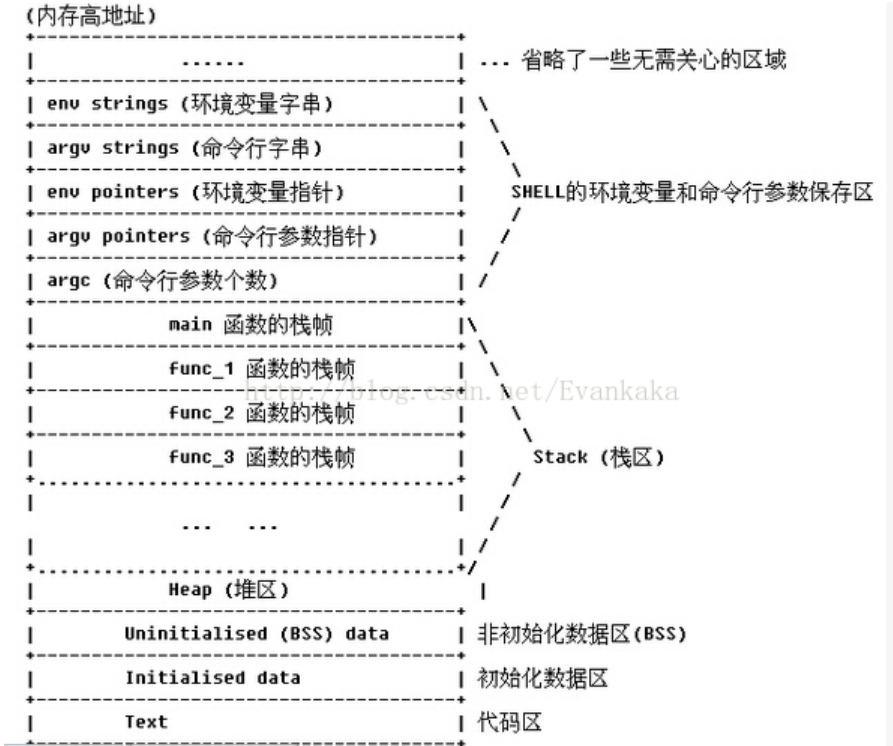 (内存高地址)
...... ... 省略了一些无需关心的区域
env strings (环境变量字串)
argv strings (命令行字串)
env pointers (环境变量指针) SHELL的环境变量和命令行参数保存区
argv pointers (命令行参数指针)
argc (命令行参数个数)
main 函数的栈帧
func_1 函数的栈帧
http://blog.csdn.net/Evankaka
func_2 函数的栈帧
func_3 函数的栈帧 Stack (栈区)
... ...
Heap (堆区)
Uninitialised (BSS) data 非初始化数据区(BSS)
Initialised data 初始化数据区
Text 代码区